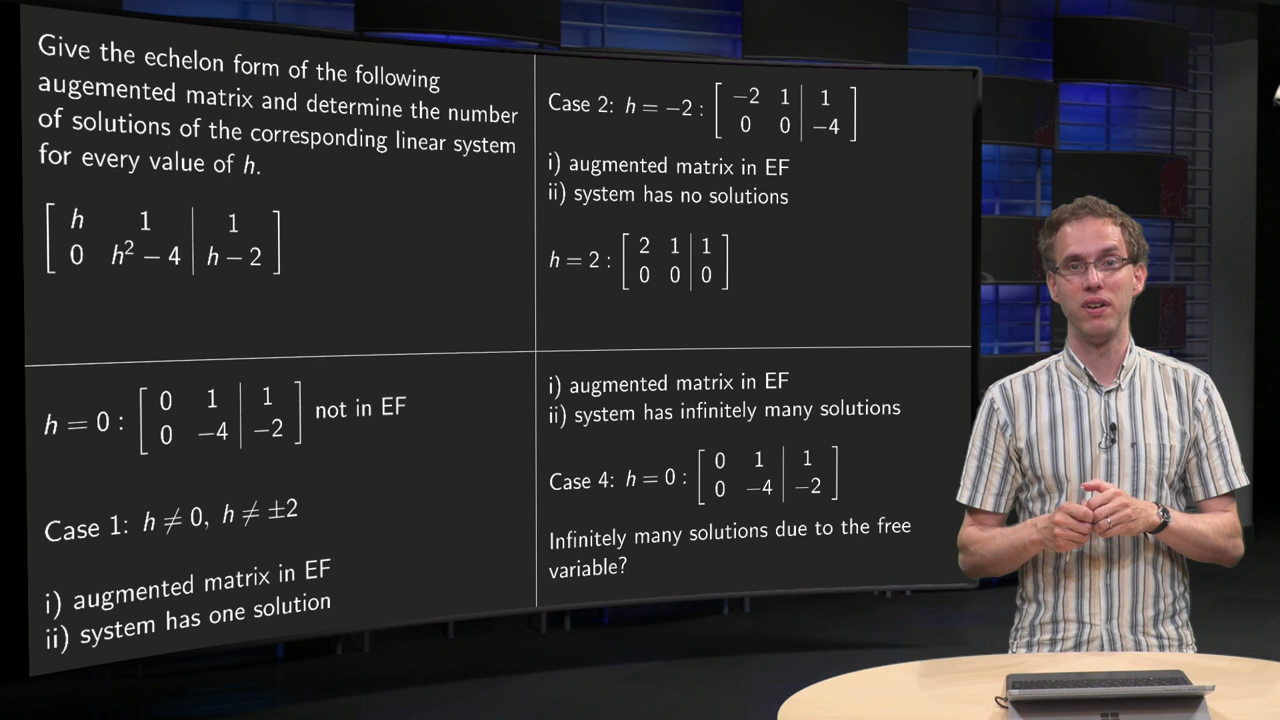 Give the echelon form of the following
augemented matrix and determine the number
of solutions of the corresponding linear system
for every value of h.
[ h 1 | 1 ]
[ 0 h² − 4 | h − 2 ]
h = 0 : [ 0 1 | 1 ] not in EF
[ 0 −4 | −2 ]
Case 1: h ≠ 0, h ≠ ±2
i) augmented matrix in EF
ii) system has one solution
Case 2: h = −2 : [ −2 1 | 1 ]
[ 0 0 | −4 ]
i) augmented matrix in EF
ii) system has no solutions
h = 2 : [ 2 1 | 1 ]
[ 0 0 | 0 ]
i) augmented matrix in EF
ii) system has infinitely many solutions
Case 4: h = 0 : [ 0 1 | 1 ]
[ 0 −4 | −2 ]
Infinitely many solutions due to the free
variable?